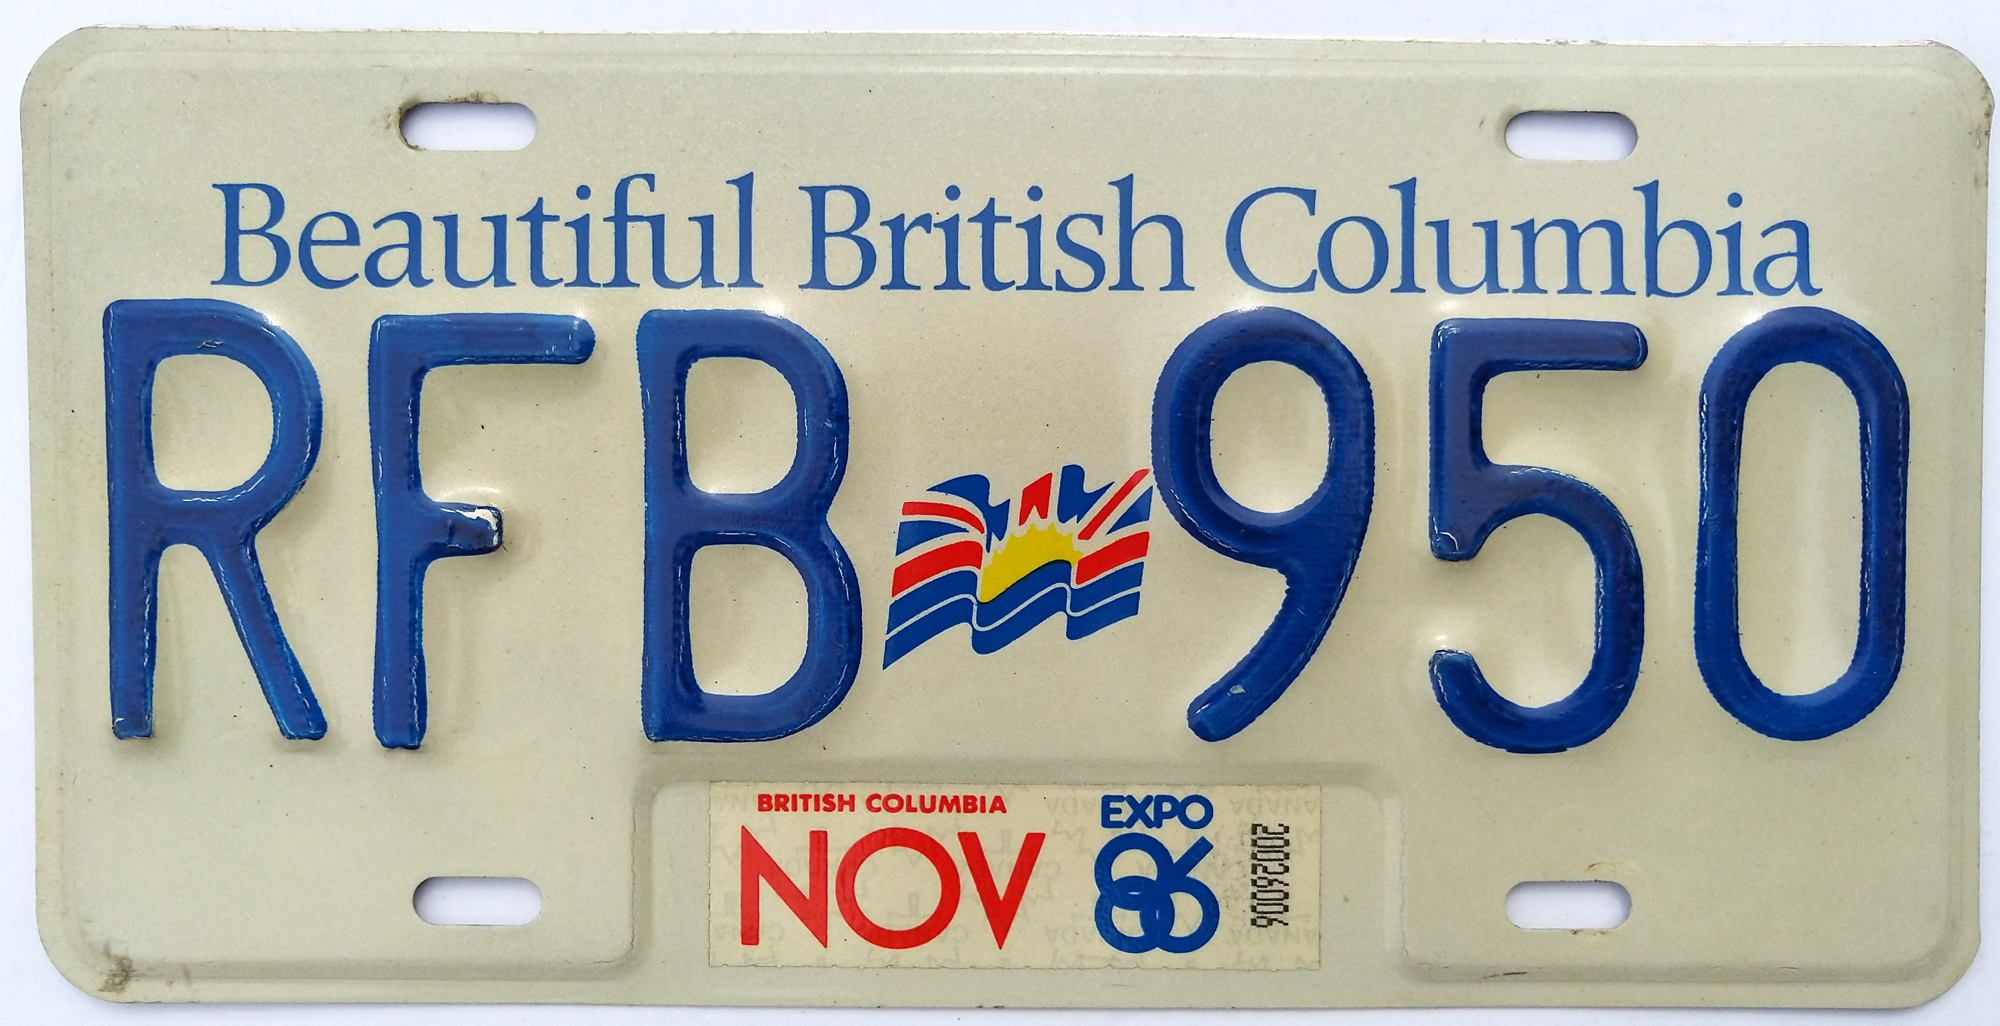 Beautiful British Columbia
RFB 950
BRITISH COLUMBIA
NOV
EXPO
86